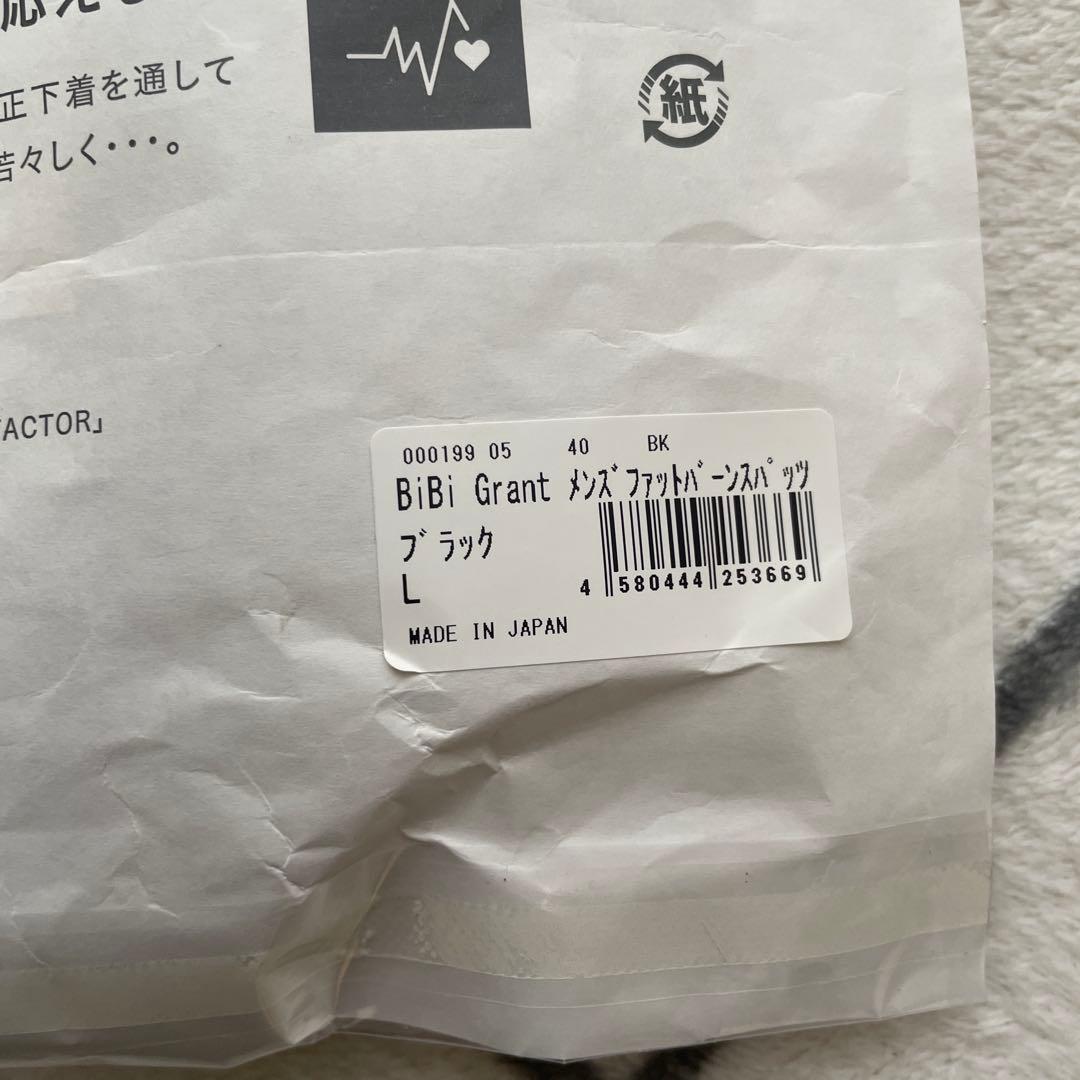 正下着を通して
若々しく・・・。
紙
ACTOR」
000199 05 40 BK
BiBi Grant ﾒﾝｽﾞﾌｧｯﾄﾊﾞｰﾝｽﾊﾟｯﾂ
ﾌﾞﾗｯｸ
L
4 580444 253669
MADE IN JAPAN